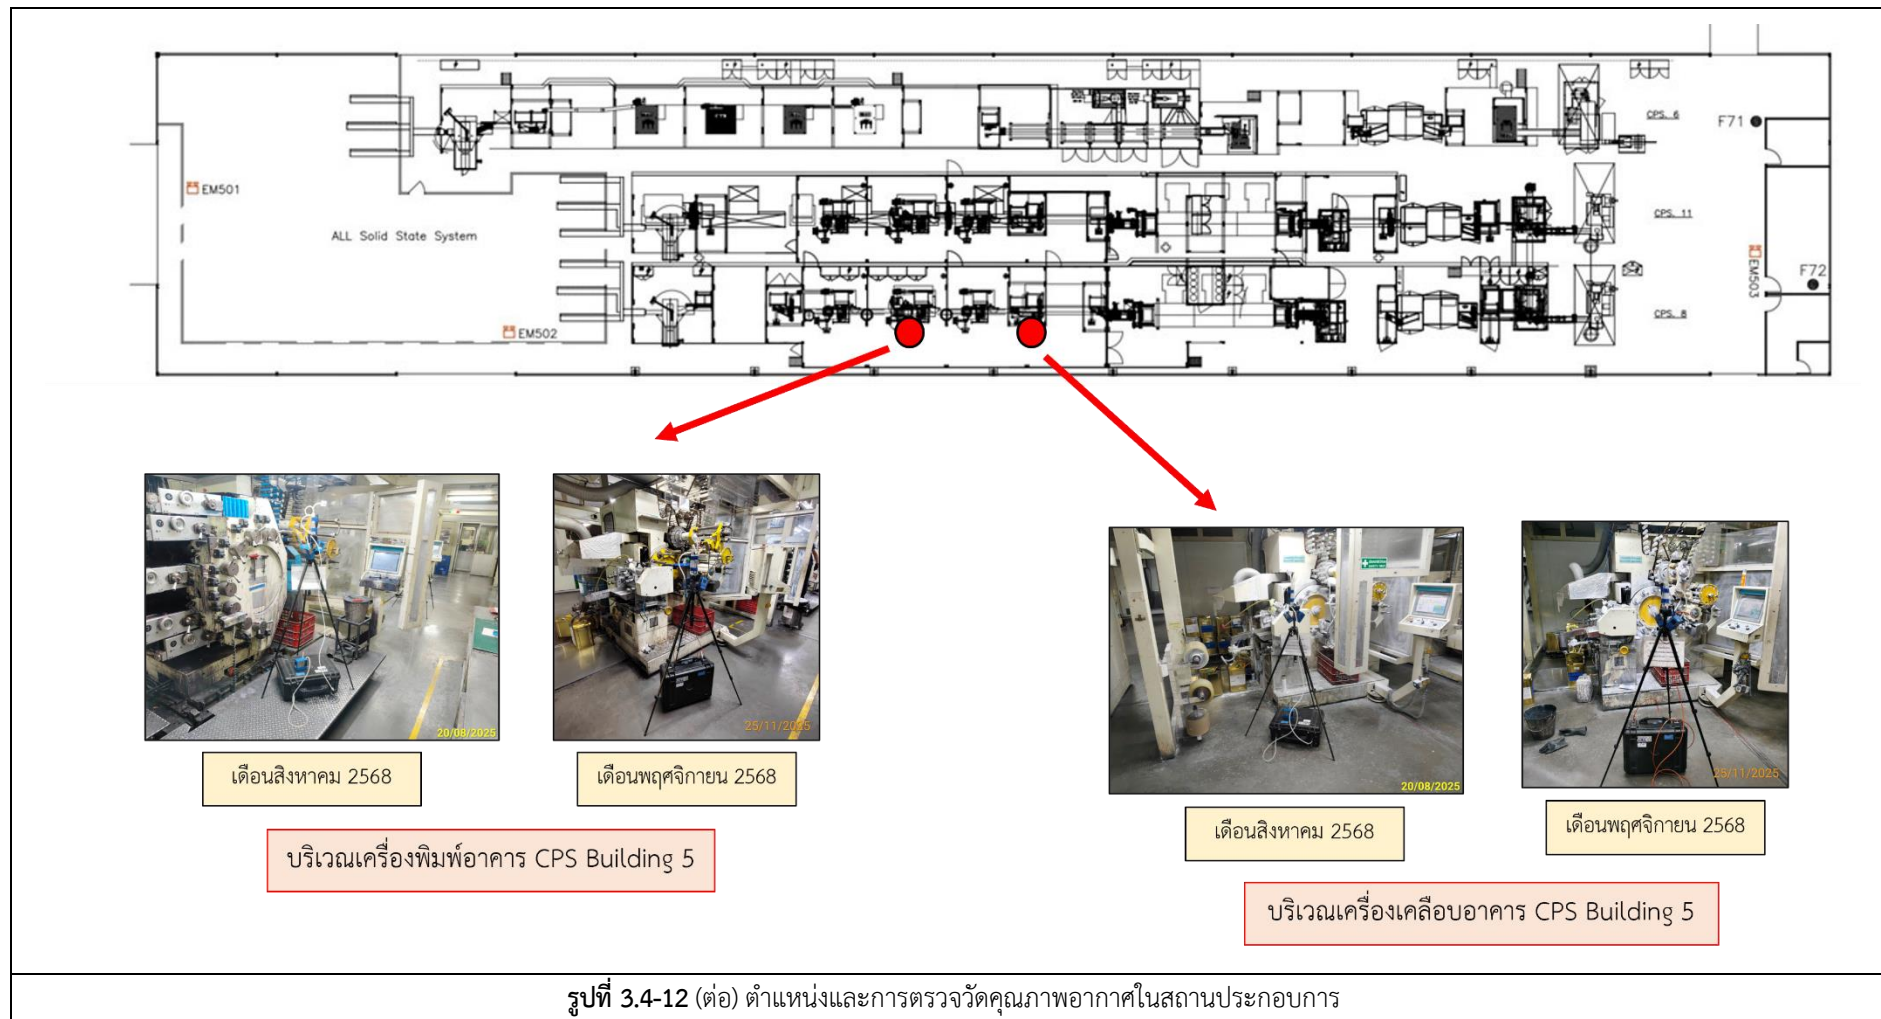 CPS. 6
F71
EM501
ALL Solid State System
CPS. 11
EM503
F72
EM502
CPS. 8
20/08/2025
25/11/2025
20/08/2025
25/11/2025
เดือนสิงหาคม 2568
เดือนพฤศจิกายน 2568
เดือนสิงหาคม 2568
เดือนพฤศจิกายน 2568
บริเวณเครื่องพิมพ์อาคาร CPS Building 5
บริเวณเครื่องเคลือบอาคาร CPS Building 5
รูปที่ 3.4-12 (ต่อ) ตำแหน่งและการตรวจวัดคุณภาพอากาศในสถานประกอบการ